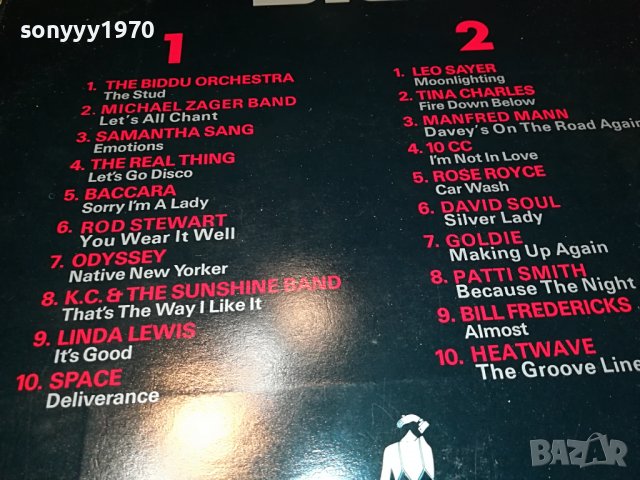 sonyyy1970
1
1. THE BIDDU ORCHESTRA
The Stud
2. MICHAEL ZAGER BAND
Let's All Chant
3. SAMANTHA SANG
Emotions
4. THE REAL THING
Let's Go Disco
5. BACCARA
Sorry I'm A Lady
6. ROD STEWART
You Wear It Well
7. ODYSSEY
Native New Yorker
8. K.C. & THE SUNSHINE BAND
That's The Way I Like It
9. LINDA LEWIS
It's Good
10. SPACE
Deliverance
2
1. LEO SAYER
Moonlighting
2. TINA CHARLES
Fire Down Below
3. MANFRED MANN
Davey's On The Road Again
4. 10 CC
I'm Not In Love
5. ROSE ROYCE
Car Wash
6. DAVID SOUL
Silver Lady
7. GOLDIE
Making Up Again
8. PATTI SMITH
Because The Night
9. BILL FREDERICKS
Almost
10. HEATWAVE
The Groove Line
BAZAR
bg